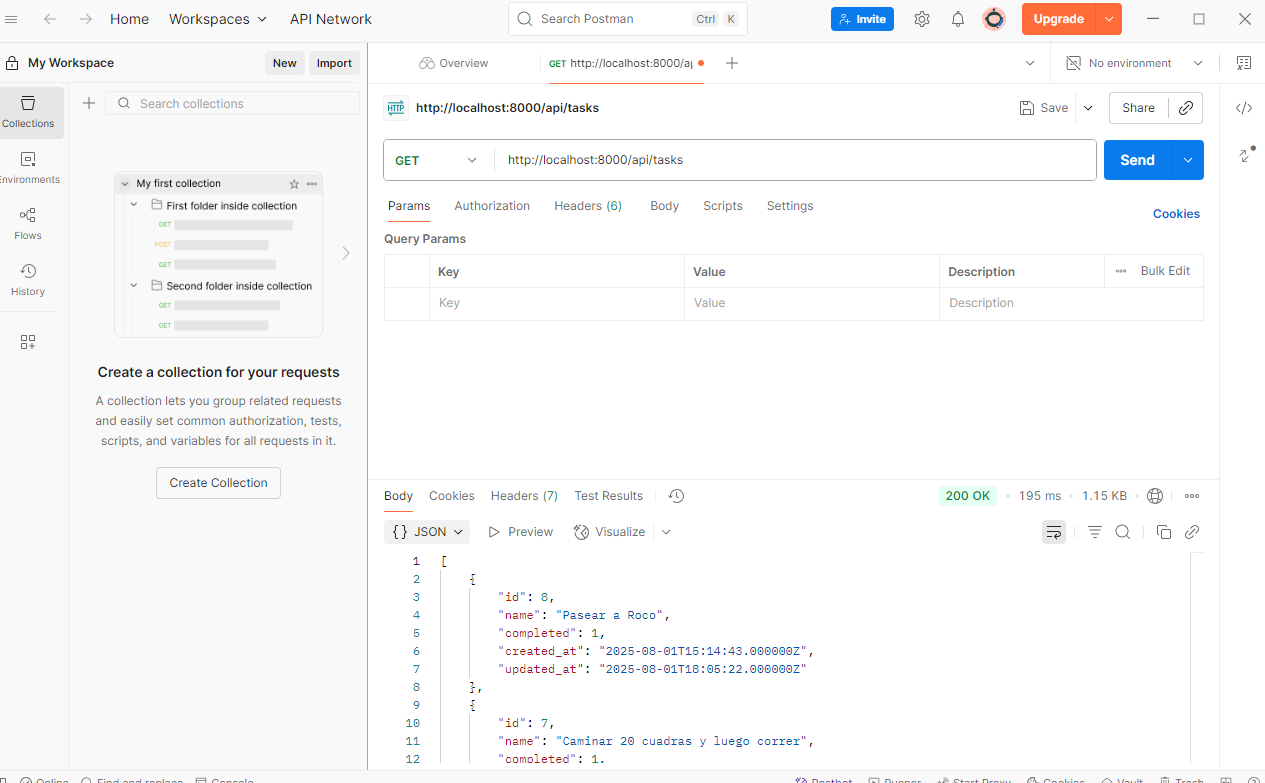 Home Workspaces API Network Search Postman Ctrl K Invite Upgrade
My Workspace New Import Overview GET http://localhost:8000/ap No environment
Collections
Search collections
Environments
Flows
History
My first collection
First folder inside collection
GET
POST
GET
Second folder inside collection
GET
GET
Create a collection for your requests
A collection lets you group related requests
and easily set common authorization, tests,
scripts, and variables for all requests in it.
Create Collection
HTTP http://localhost:8000/api/tasks Save Share
GET http://localhost:8000/api/tasks Send
Params Authorization Headers (6) Body Scripts Settings Cookies
Query Params
Key Value Description Bulk Edit
Key Value Description
Body Cookies Headers (7) Test Results 200 OK 195 ms 1.15 KB
{} JSON Preview Visualize
1 [
2 {
3 "id": 8,
4 "name": "Pasear a Roco",
5 "completed": 1,
6 "created_at": "2025-08-01T15:14:43.000000Z",
7 "updated_at": "2025-08-01T18:05:22.000000Z"
8 },
9 {
10 "id": 7,
11 "name": "Caminar 20 cuadras y luego correr",
12 "completed": 1,
Online Find and replace Console Postbot Runner Start Proxy Cookies Vault Trash